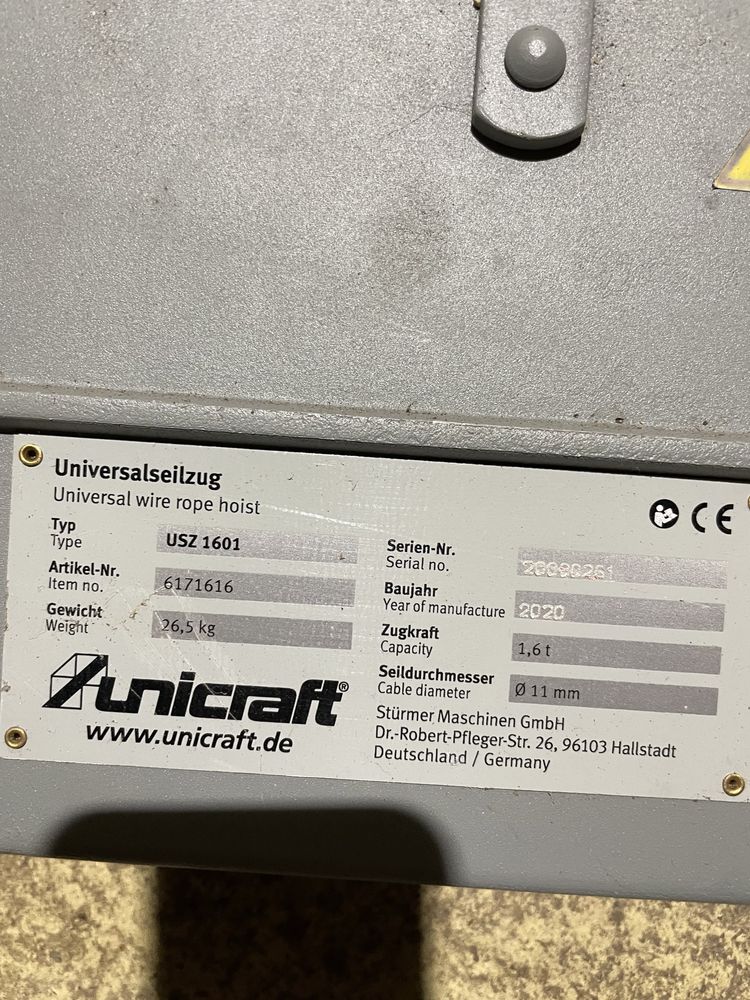 Universalseilzug
Universal wire rope hoist
CE
Typ
Type
USZ 1601
Artikel-Nr.
Item no.
6171616
Gewicht
Weight
26,5 kg
unicraft®
www.unicraft.de
Serien-Nr.
Serial no.
Baujahr
Year of manufacture
2020
Zugkraft
Capacity
1,6 t
Seildurchmesser
Cable diameter
Ø 11 mm
Stürmer Maschinen GmbH
Dr.-Robert-Pfleger-Str. 26, 96103 Hallstadt
Deutschland / Germany